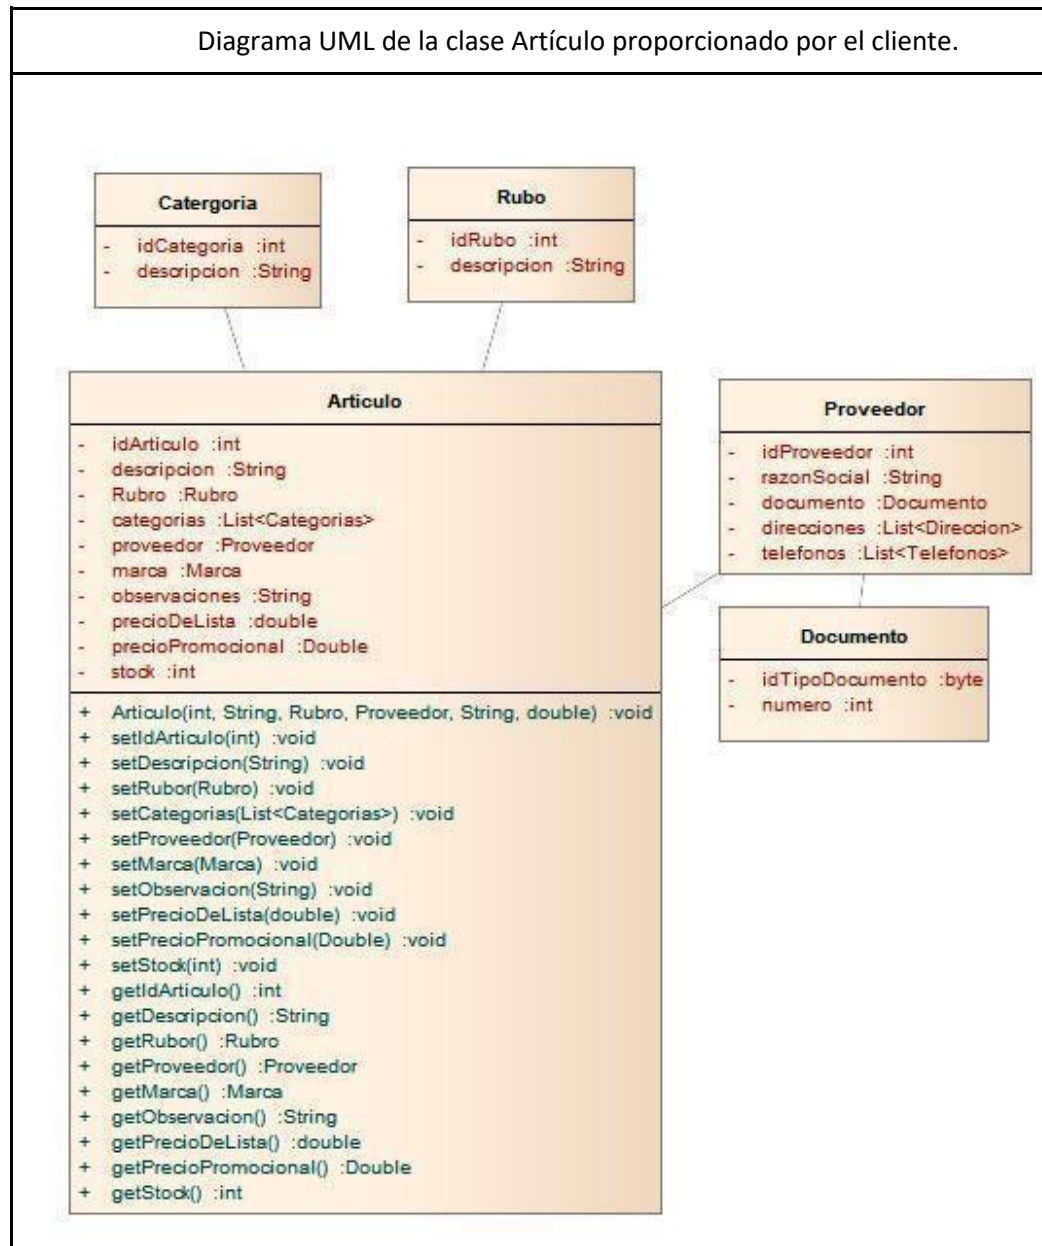 Diagrama UML de la clase Artículo proporcionado por el cliente.
Catergoria
- idCategoria :int
- descripcion :String
Rubo
- idRubo :int
- descripcion :String
Articulo
- idArticulo :int
- descripcion :String
- Rubro :Rubro
- categorias :List<Categorias>
- proveedor :Proveedor
- marca :Marca
- observaciones :String
- precioDeLista :double
- precioPromocional :Double
- stock :int
+ Articulo(int, String, Rubro, Proveedor, String, double) :void
+ setIdArticulo(int) :void
+ setDescripcion(String) :void
+ setRubor(Rubro) :void
+ setCategorias(List<Categorias>) :void
+ setProveedor(Proveedor) :void
+ setMarca(Marca) :void
+ setObservacion(String) :void
+ setPrecioDeLista(double) :void
+ setPrecioPromocional(Double) :void
+ setStock(int) :void
+ getIdArticulo() :int
+ getDescripcion() :String
+ getRubor() :Rubro
+ getProveedor() :Proveedor
+ getMarca() :Marca
+ getObservacion() :String
+ getPrecioDeLista() :double
+ getPrecioPromocional() :Double
+ getStock() :int
Proveedor
- idProveedor :int
- razonSocial :String
- documento :Documento
- direcciones :List<Direccion>
- telefonos :List<Telefonos>
Documento
- idTipoDocumento :byte
- numero :int